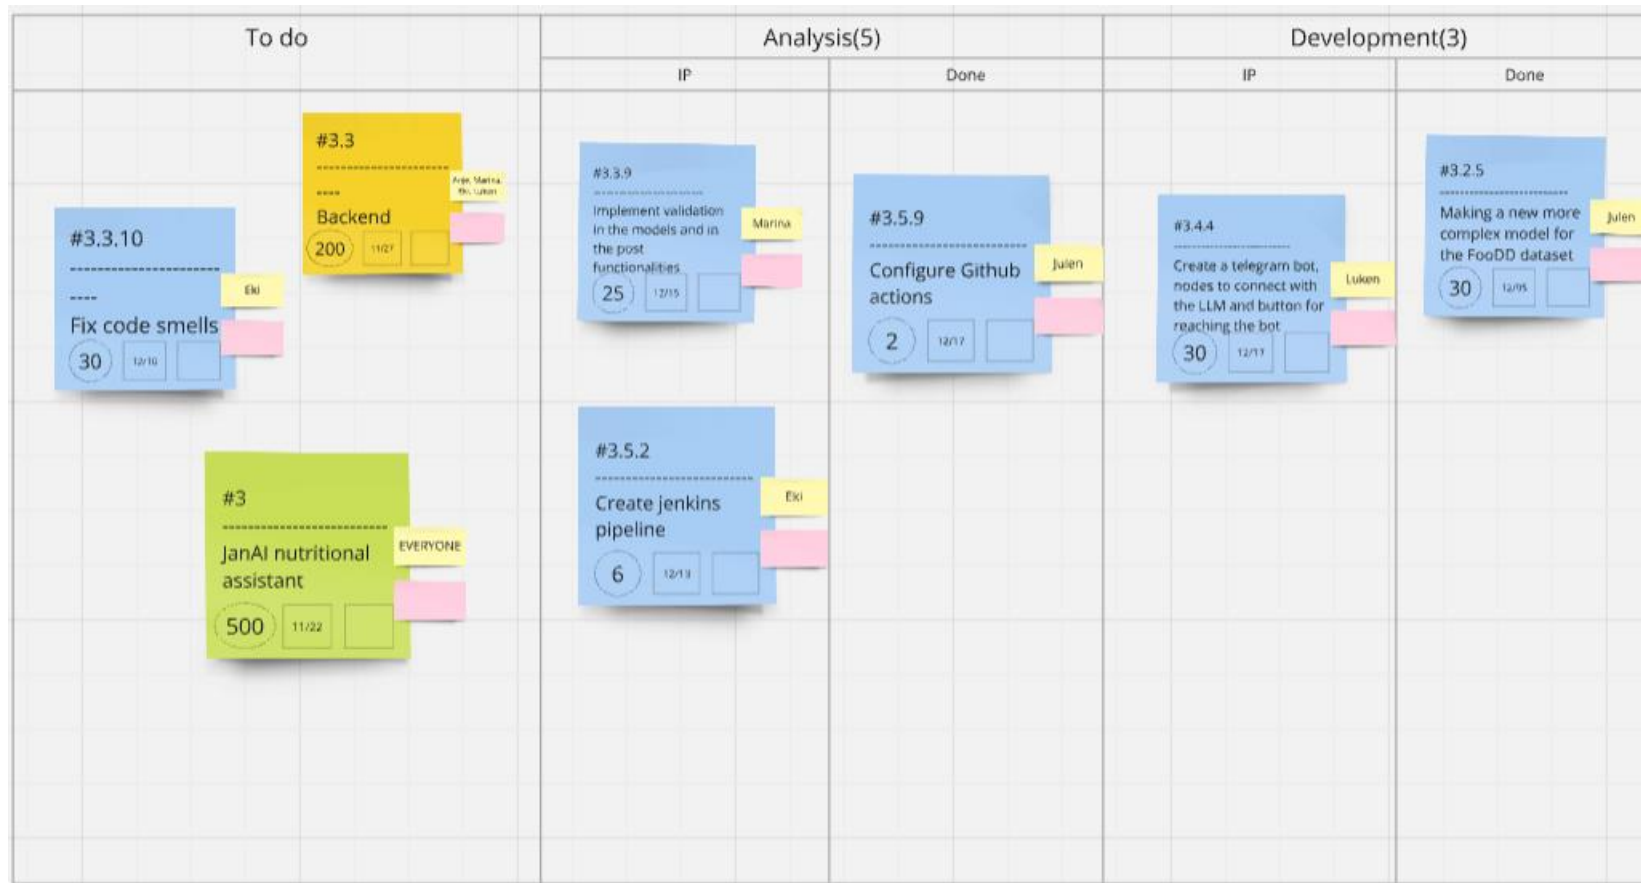 To do
Analysis(5)
Development(3)
IP
Done
IP
Done
#3.3
-----------------------
----
Backend
200
11/27
#3.3.10
-----------------------
----
Fix code smells
30
Eki
#3
-------------------------
JanAI nutritional
assistant
500
11/22
EVERYONE
#3.3.9
----------------------
Implement validation
in the models and in
the post
functionalities
25
12/15
Marina
#3.5.2
------------------------
Create jenkins
pipeline
6
12/13
Eki
#3.5.9
------------------------
Configure Github
actions
2
12/17
Julen
#3.4.4
-----------------------
Create a telegram bot,
nodes to connect with
the LLM and button for
reaching the bot
30
Luken
#3.2.5
-----------------------
Making a new more
complex model for
the FooDD dataset
30
12/05
Julen